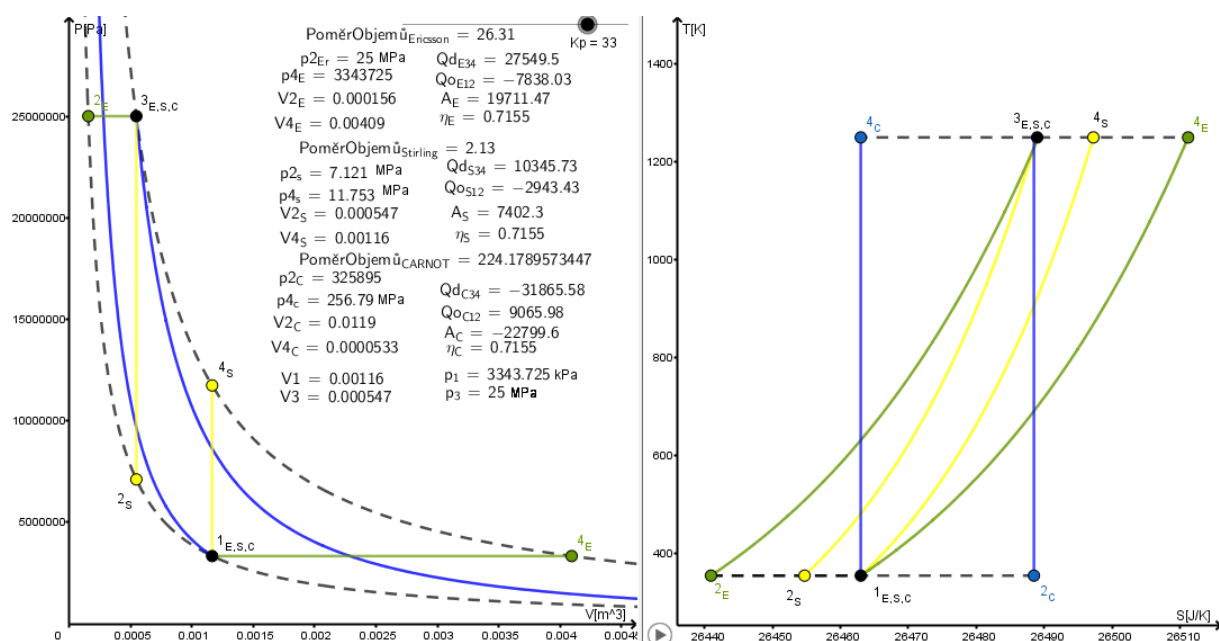 P[Pa]
PoměrObjemů_Ericsson = 26.31
Kp = 33
p2_Er = 25 MPa
Qd_E34 = 27549.5
p4_E = 3343725
Qo_E12 = −7838.03
V2_E = 0.000156
A_E = 19711.47
V4_E = 0.00409
η_E = 0.7155
PoměrObjemů_Stirling = 2.13
p2_s = 7.121 MPa
Qd_S34 = 10345.73
p4_s = 11.753 MPa
Qo_S12 = −2943.43
V2_S = 0.000547
A_S = 7402.3
V4_S = 0.00116
η_S = 0.7155
PoměrObjemů_CARNOT = 224.1789573447
p2_C = 325895
Qd_C34 = −31865.58
p4_c = 256.79 MPa
Qo_C12 = 9065.98
V2_C = 0.0119
A_C = −22799.6
V4_C = 0.0000533
η_C = 0.7155
V1 = 0.00116
p_1 = 3343.725 kPa
V3 = 0.000547
p_3 = 25 MPa
2_E
3_E,S,C
4_S
2_S
1_E,S,C
4_E
25000000
20000000
15000000
10000000
5000000
V[m^3]
0
0.0005
0.001
0.0015
0.002
0.0025
0.003
0.0035
0.004
0.0045
T[K]
1400
1200
1000
800
600
400
4_C
3_E,S,C
4_S
4_E
2_E
2_S
1_E,S,C
2_C
S[J/K]
26440
26450
26460
26470
26480
26490
26500
26510